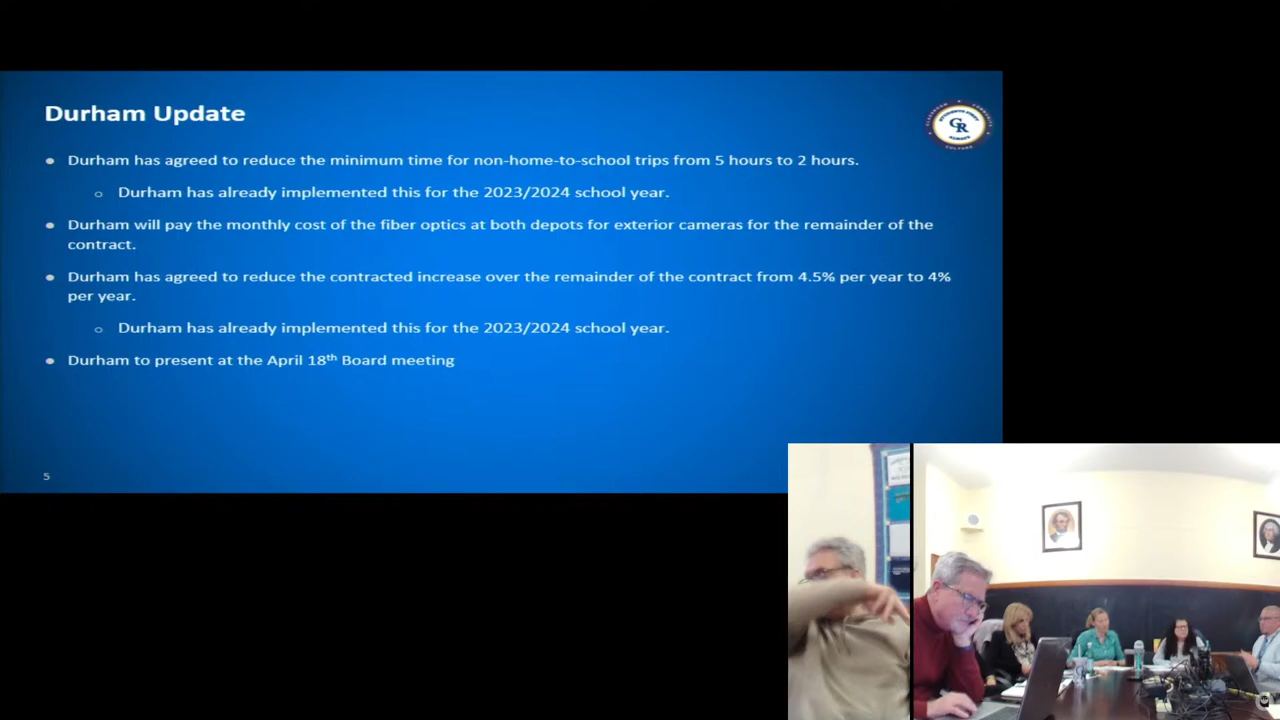 Durham Update
● Durham has agreed to reduce the minimum time for non-home-to-school trips from 5 hours to 2 hours.
○ Durham has already implemented this for the 2023/2024 school year.
● Durham will pay the monthly cost of the fiber optics at both depots for exterior cameras for the remainder of the
contract.
● Durham has agreed to reduce the contracted increase over the remainder of the contract from 4.5% per year to 4%
per year.
○ Durham has already implemented this for the 2023/2024 school year.
● Durham to present at the April 18th Board meeting
5
GR
CULTURE